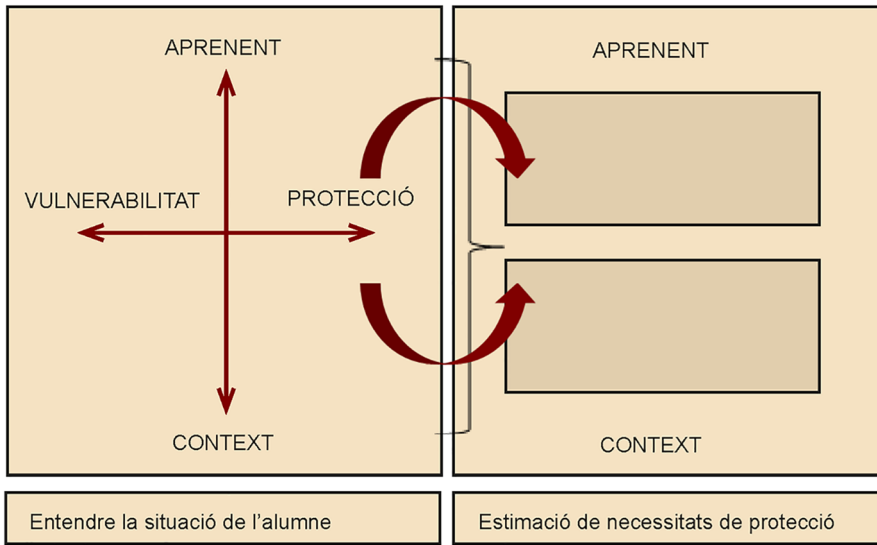 APRENENT
VULNERABILITAT
PROTECCIÓ
CONTEXT
APRENENT
CONTEXT
Entendre la situació de l’alumne
Estimació de necessitats de protecció